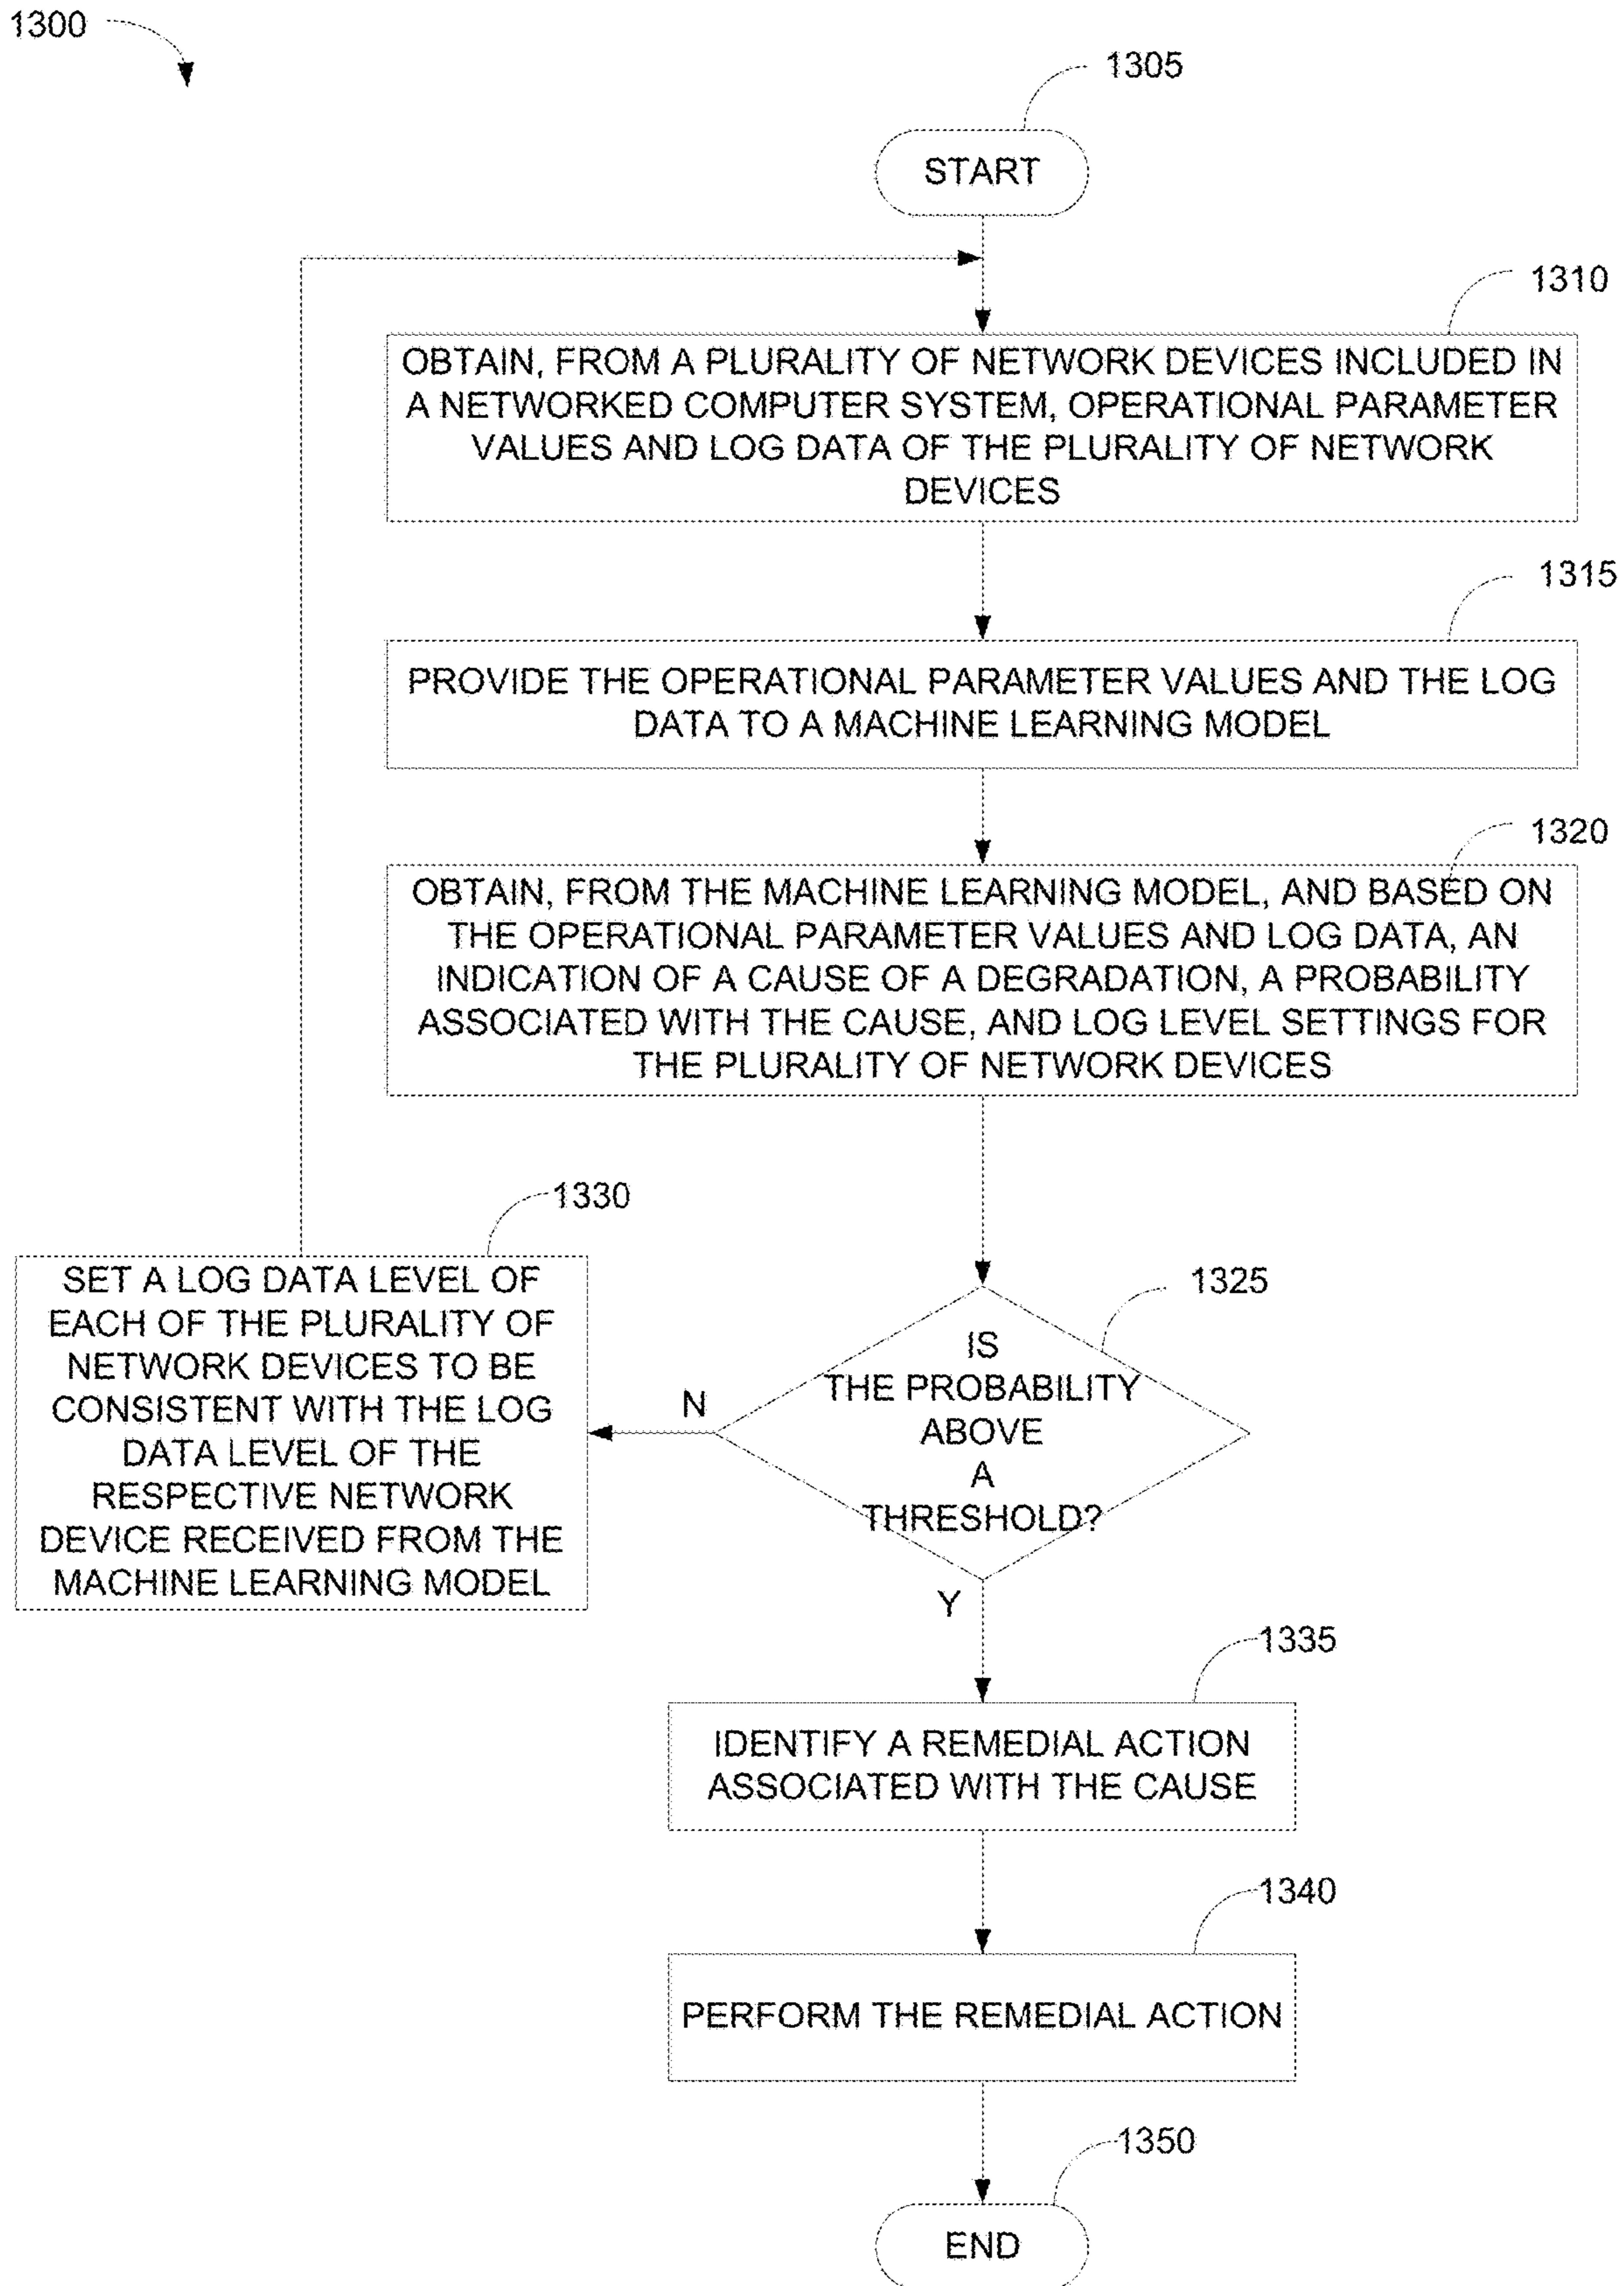 1300
1305
START
1310
OBTAIN, FROM A PLURALITY OF NETWORK DEVICES INCLUDED IN
A NETWORKED COMPUTER SYSTEM, OPERATIONAL PARAMETER
VALUES AND LOG DATA OF THE PLURALITY OF NETWORK
DEVICES
1315
PROVIDE THE OPERATIONAL PARAMETER VALUES AND THE LOG
DATA TO A MACHINE LEARNING MODEL
1320
OBTAIN, FROM THE MACHINE LEARNING MODEL, AND BASED ON
THE OPERATIONAL PARAMETER VALUES AND LOG DATA, AN
INDICATION OF A CAUSE OF A DEGRADATION, A PROBABILITY
ASSOCIATED WITH THE CAUSE, AND LOG LEVEL SETTINGS FOR
THE PLURALITY OF NETWORK DEVICES
1330
SET A LOG DATA LEVEL OF
EACH OF THE PLURALITY OF
NETWORK DEVICES TO BE
CONSISTENT WITH THE LOG
DATA LEVEL OF THE
RESPECTIVE NETWORK
DEVICE RECEIVED FROM THE
MACHINE LEARNING MODEL
N
1325
IS
THE PROBABILITY
ABOVE
A
THRESHOLD?
Y
1335
IDENTIFY A REMEDIAL ACTION
ASSOCIATED WITH THE CAUSE
1340
PERFORM THE REMEDIAL ACTION
1350
END